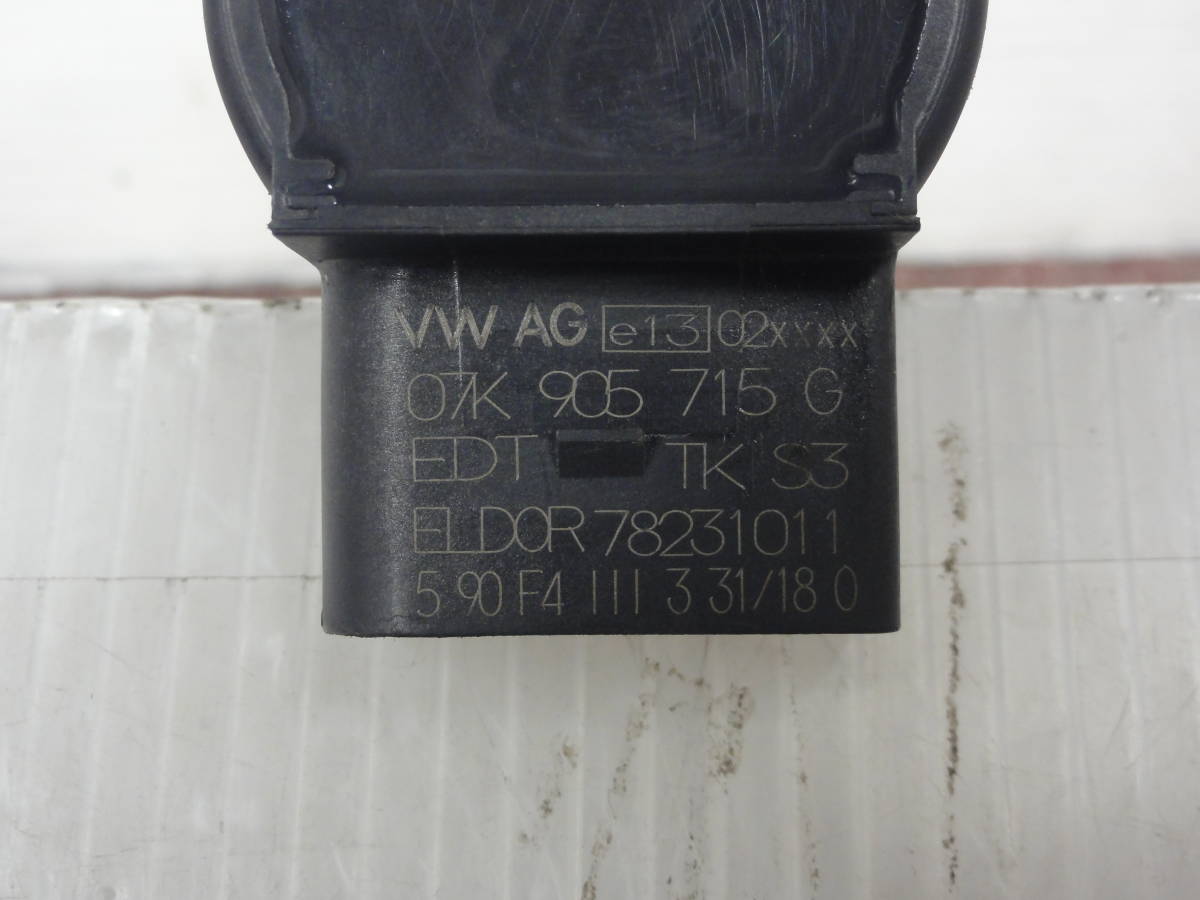 VW AG e13 02xxxx
07K 905 715 G
EDT TK S3
ELDOR 78231011
5 90 F4 III 3 31/18 0